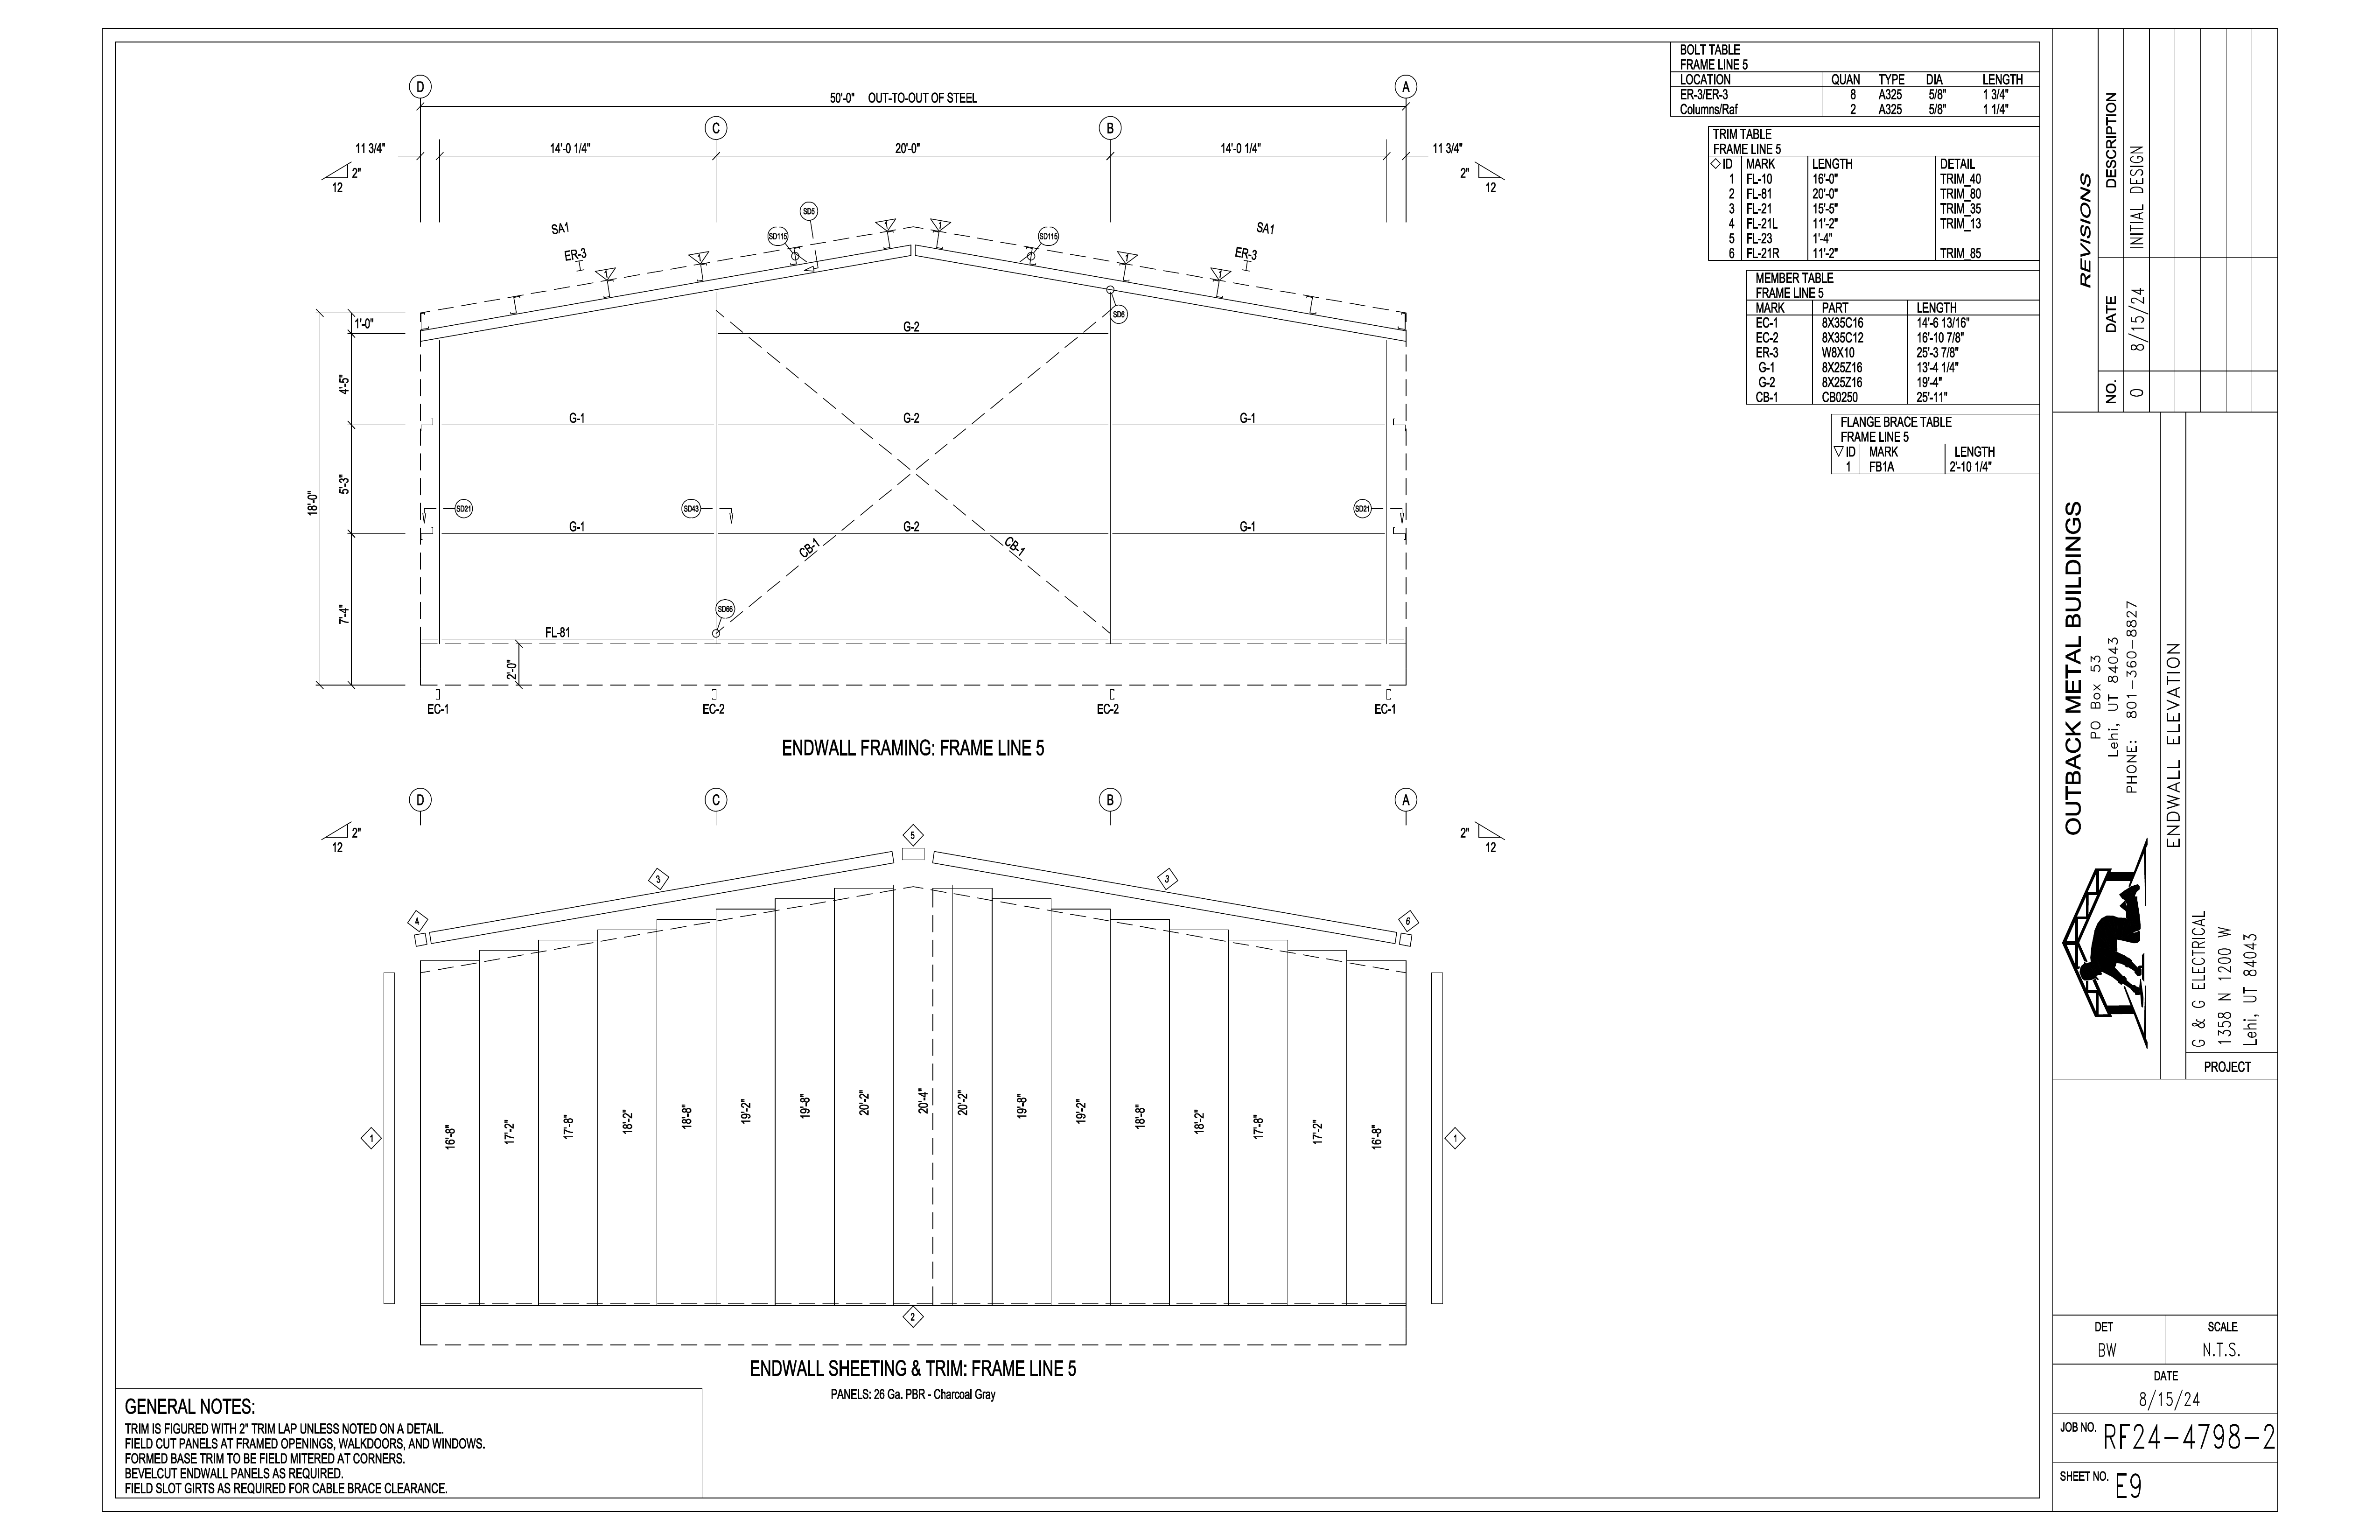 D
A
50'-0" OUT-TO-OUT OF STEEL
C
B
11 3/4"
14'-0 1/4"
20'-0"
14'-0 1/4"
11 3/4"
2"
12
2"
12
SD5
SA1
SD115
1
1
SD115
SA1
ER-3
1
1
1
1
ER-3
1'-0"
SD6
G-2
4'-5"
G-1
G-2
G-1
5'-3"
18'-0"
SD21
SD43
SD21
G-1
G-2
G-1
CB-1
CB-1
7'-4"
SD66
FL-81
2'-0"
EC-1
EC-2
EC-2
EC-1
ENDWALL FRAMING: FRAME LINE 5
D
C
B
A
2"
12
2"
12
5
3
3
4
6
1
16'-8"
17'-2"
17'-8"
18'-2"
18'-8"
19'-2"
19'-8"
20'-2"
20'-4"
20'-2"
19'-8"
19'-2"
18'-8"
18'-2"
17'-8"
17'-2"
16'-8"
1
2
ENDWALL SHEETING & TRIM: FRAME LINE 5
PANELS: 26 Ga. PBR - Charcoal Gray
GENERAL NOTES:
TRIM IS FIGURED WITH 2" TRIM LAP UNLESS NOTED ON A DETAIL.
FIELD CUT PANELS AT FRAMED OPENINGS, WALKDOORS, AND WINDOWS.
FORMED BASE TRIM TO BE FIELD MITERED AT CORNERS.
BEVELCUT ENDWALL PANELS AS REQUIRED.
FIELD SLOT GIRTS AS REQUIRED FOR CABLE BRACE CLEARANCE.
BOLT TABLE
FRAME LINE 5
LOCATION QUAN TYPE DIA LENGTH
ER-3/ER-3 8 A325 5/8" 1 3/4"
Columns/Raf 2 A325 5/8" 1 1/4"
TRIM TABLE
FRAME LINE 5
◇ID MARK LENGTH DETAIL
1 FL-10 16'-0" TRIM_40
2 FL-81 20'-0" TRIM_80
3 FL-21 15'-5" TRIM_35
4 FL-21L 11'-2" TRIM_13
5 FL-23 1'-4"
6 FL-21R 11'-2" TRIM_85
MEMBER TABLE
FRAME LINE 5
MARK PART LENGTH
EC-1 8X35C16 14'-6 13/16"
EC-2 8X35C12 16'-10 7/8"
ER-3 W8X10 25'-3 7/8"
G-1 8X25Z16 13'-4 1/4"
G-2 8X25Z16 19'-4"
CB-1 CB0250 25'-11"
FLANGE BRACE TABLE
FRAME LINE 5
▽ID MARK LENGTH
1 FB1A 2'-10 1/4"
REVISIONS
NO. DATE DESCRIPTION
0 8/15/24 INITIAL DESIGN
OUTBACK METAL BUILDINGS
PO Box 53
Lehi, UT 84043
PHONE: 801-360-8827
ENDWALL ELEVATION
G & G ELECTRICAL
1358 N 1200 W
Lehi, UT 84043
PROJECT
DET
BW
SCALE
N.T.S.
DATE
8/15/24
JOB NO. RF24-4798-2
SHEET NO. E9